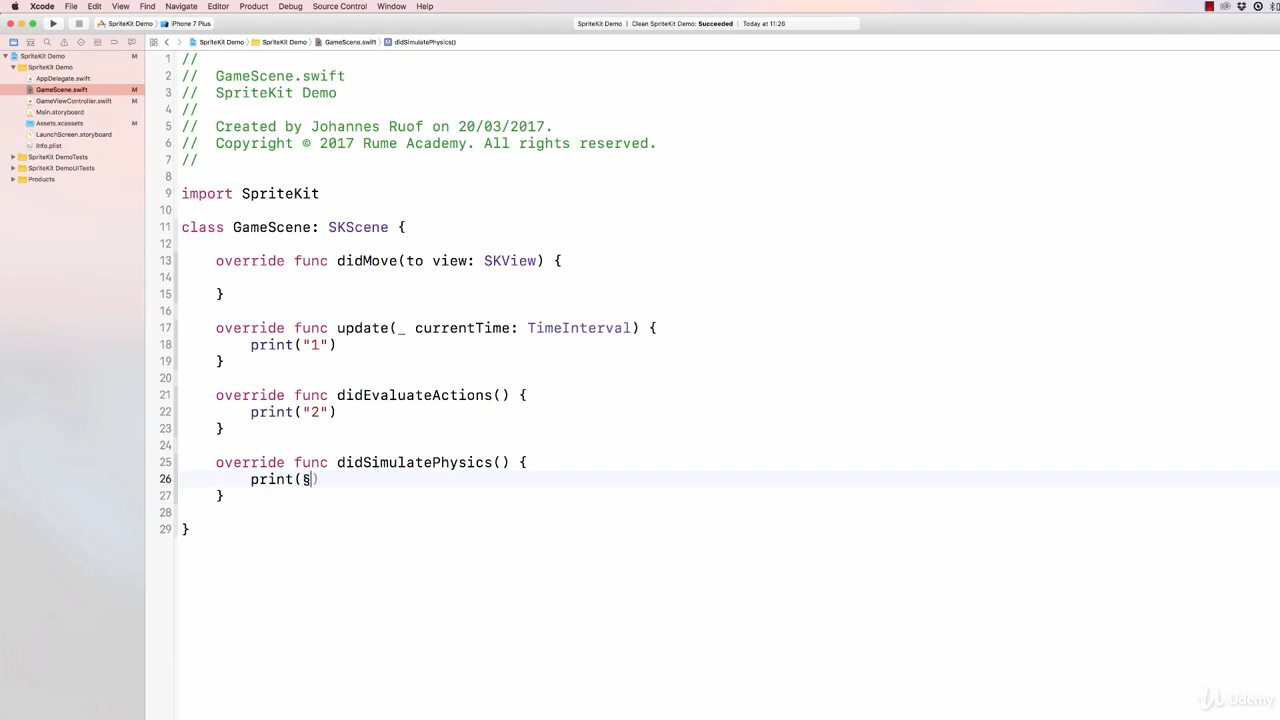 Xcode File Edit View Find Navigate Editor Product Debug Source Control Window Help
SpriteKit Demo iPhone 7 Plus SpriteKit Demo | Clean SpriteKit Demo: Succeeded Today at 11:26
SpriteKit Demo SpriteKit Demo GameScene.swift M didSimulatePhysics()
SpriteKit Demo M
SpriteKit Demo
AppDelegate.swift
GameScene.swift M
GameViewController.swift M
Main.storyboard
Assets.xcassets M
LaunchScreen.storyboard
Info.plist
SpriteKit DemoTests
SpriteKit DemoUITests
Products
1 //
2 // GameScene.swift
3 // SpriteKit Demo
4 //
5 // Created by Johannes Ruof on 20/03/2017.
6 // Copyright © 2017 Rume Academy. All rights reserved.
7 //
8
9 import SpriteKit
10
11 class GameScene: SKScene {
12
13 override func didMove(to view: SKView) {
14
15 }
16
17 override func update(_ currentTime: TimeInterval) {
18 print("1")
19 }
20
21 override func didEvaluateActions() {
22 print("2")
23 }
24
25 override func didSimulatePhysics() {
26 print(§)
27 }
28
29 }
Udemy